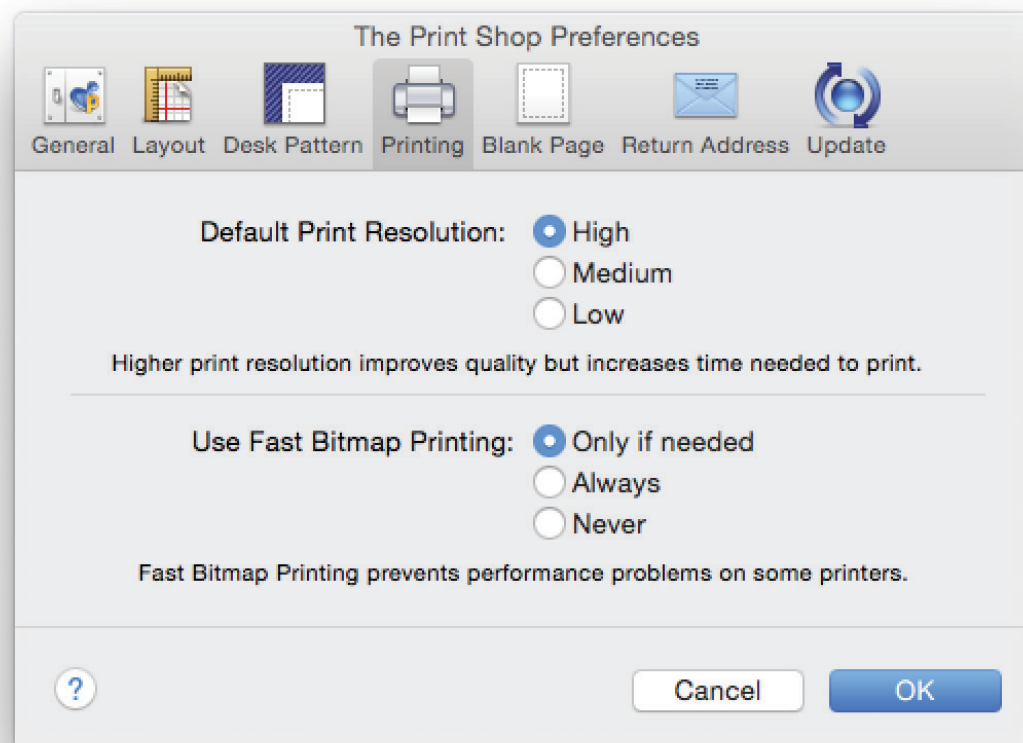 The Print Shop Preferences
General Layout Desk Pattern Printing Blank Page Return Address Update
Default Print Resolution: High
Medium
Low
Higher print resolution improves quality but increases time needed to print.
Use Fast Bitmap Printing: Only if needed
Always
Never
Fast Bitmap Printing prevents performance problems on some printers.
? Cancel OK